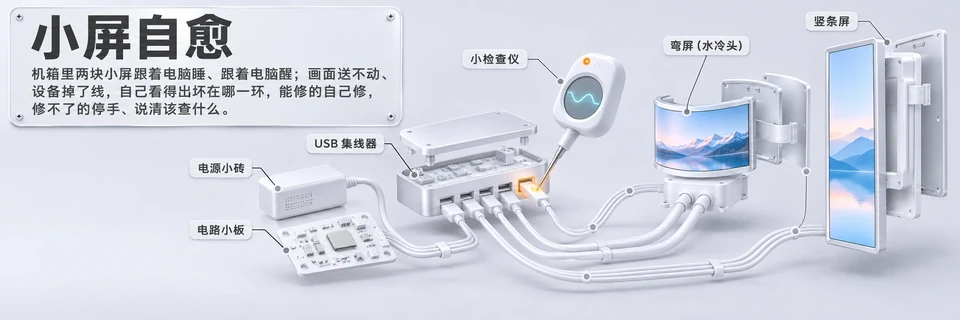 小屏自愈
机箱里两块小屏跟着电脑睡、跟着电脑醒；画面送不动、
设备掉了线，自己看得出坏在哪一环，能修的自己修，
修不了的停手、说清该查什么。
竖条屏
弯屏（水冷头）
小检查仪
USB 集线器
电源小砖
电路小板